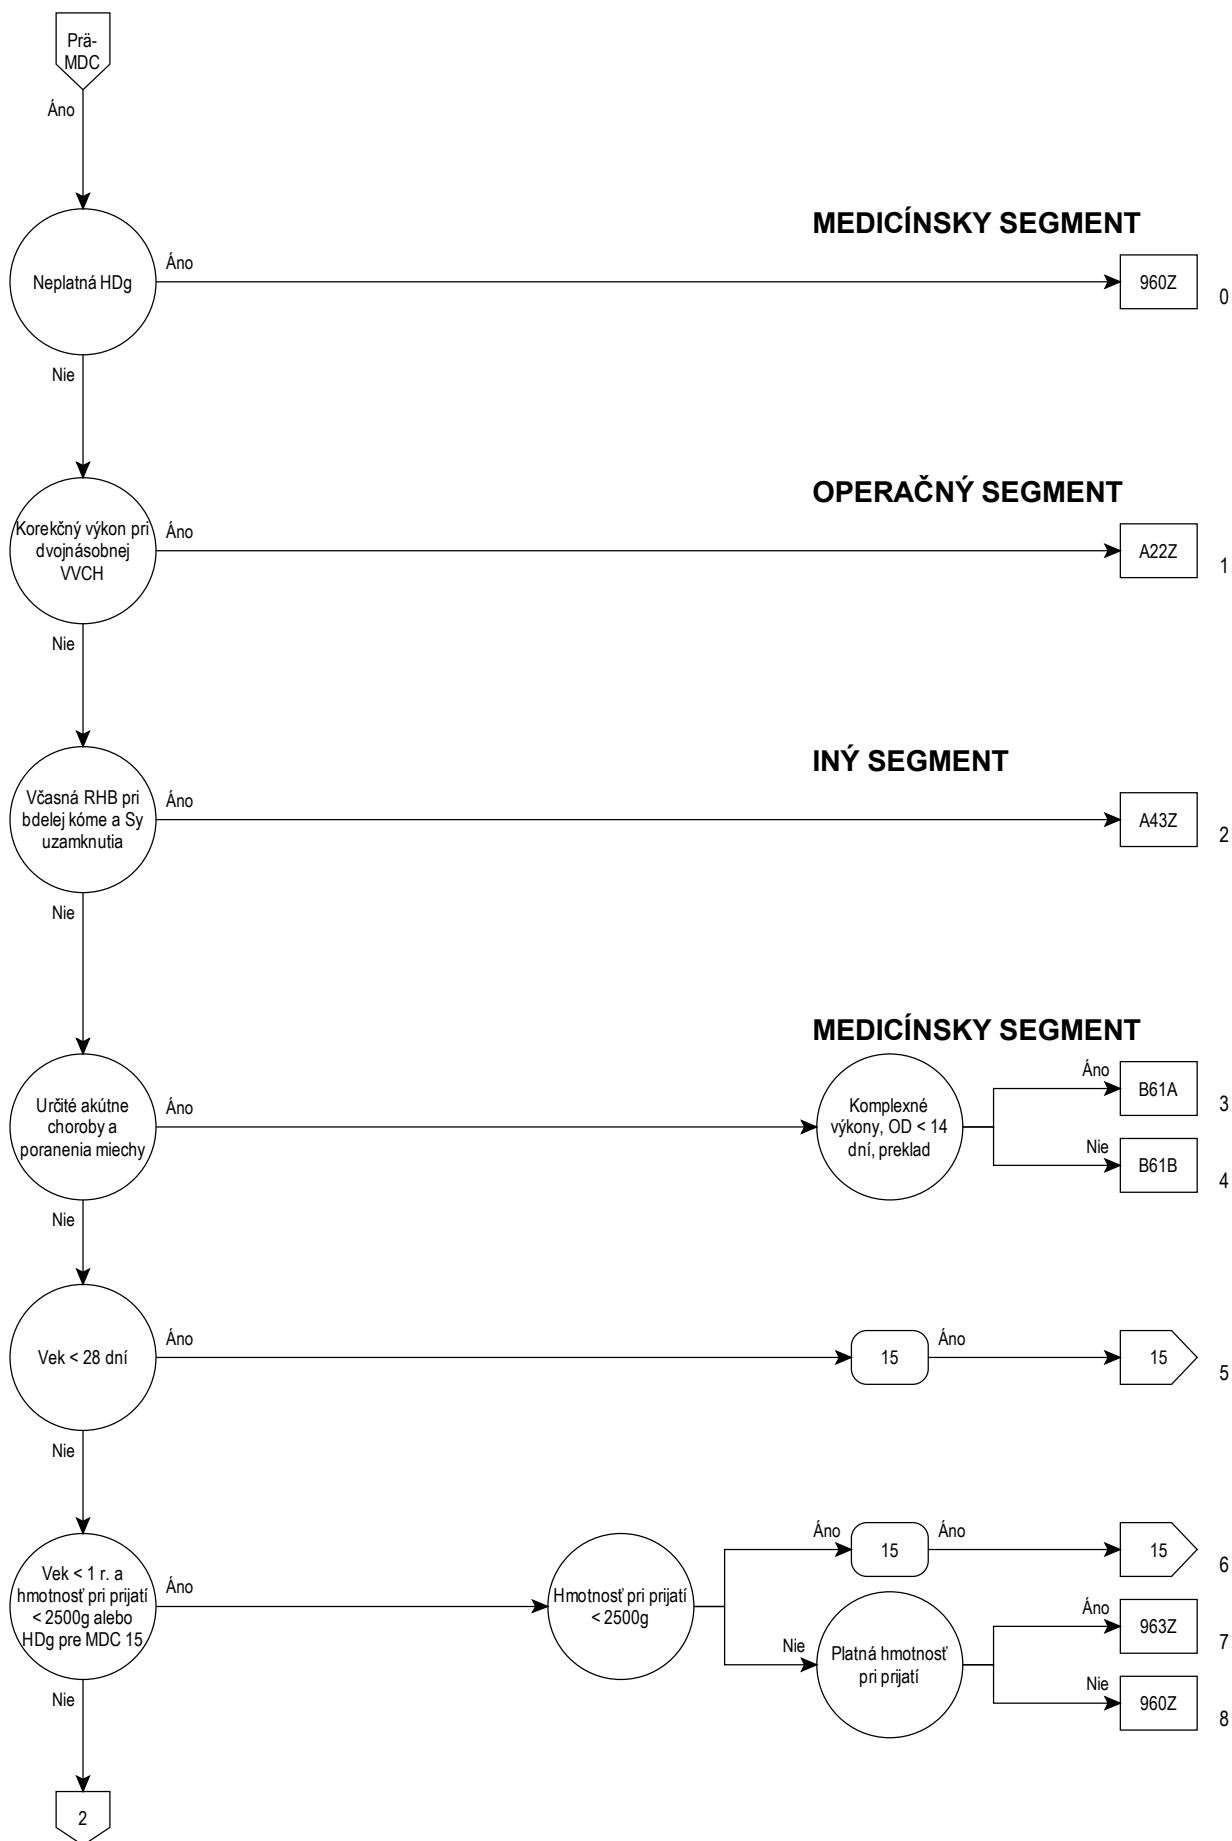 Prä-
MDC
Áno
MEDICÍNSKY SEGMENT
Neplatná HDg
Áno
960Z
0
Nie
OPERAČNÝ SEGMENT
Korekčný výkon pri
dvojnásobnej
VVCH
Áno
A22Z
1
Nie
INÝ SEGMENT
Včasná RHB pri
bdelej kóme a Sy
uzamknutia
Áno
A43Z
2
Nie
MEDICÍNSKY SEGMENT
Určité akútne
choroby a
poranenia miechy
Áno
Komplexné
výkony, OD < 14
dní, preklad
Áno
B61A
3
Nie
B61B
4
Nie
Vek < 28 dní
Áno
15
Áno
15
5
Nie
Vek < 1 r. a
hmotnosť pri prijatí
< 2500g alebo
HDg pre MDC 15
Áno
Hmotnosť pri prijatí
< 2500g
Áno
15
Áno
15
6
Nie
Platná hmotnosť
pri prijatí
Áno
963Z
7
Nie
960Z
8
Nie
2